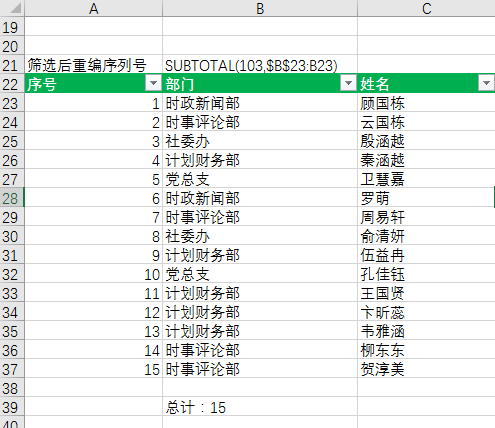 A B C
19
20
21 筛选后重编序列号 SUBTOTAL(103,$B$23:B23)
22 序号 部门 姓名
23 1 时政新闻部 顾国栋
24 2 时事评论部 云国栋
25 3 社委办 殷涵越
26 4 计划财务部 秦涵越
27 5 党总支 卫慧嘉
28 6 时政新闻部 罗萌
29 7 时事评论部 周易轩
30 8 社委办 俞清妍
31 9 计划财务部 伍益冉
32 10 党总支 孔佳钰
33 11 计划财务部 王国贤
34 12 计划财务部 卞昕蕊
35 13 计划财务部 韦雅涵
36 14 时事评论部 柳东东
37 15 时事评论部 贺淳美
38
39 总计：15
40